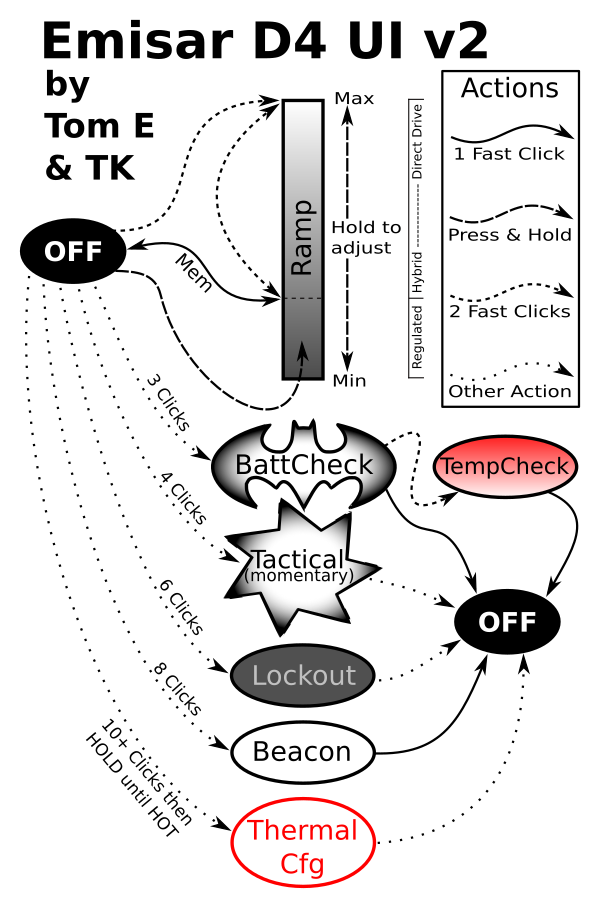 Emisar D4 UI v2
by
Tom E
& TK
Actions
1 Fast Click
Press & Hold
2 Fast Clicks
Other Action
Max
Hold to
adjust
Min
Ramp
Direct Drive
Hybrid
Regulated
OFF
Mem
3 Clicks
4 Clicks
6 Clicks
8 Clicks
10+ Clicks then
HOLD until HOT
BattCheck
TempCheck
Tactical
(momentary)
OFF
Lockout
Beacon
Thermal
Cfg